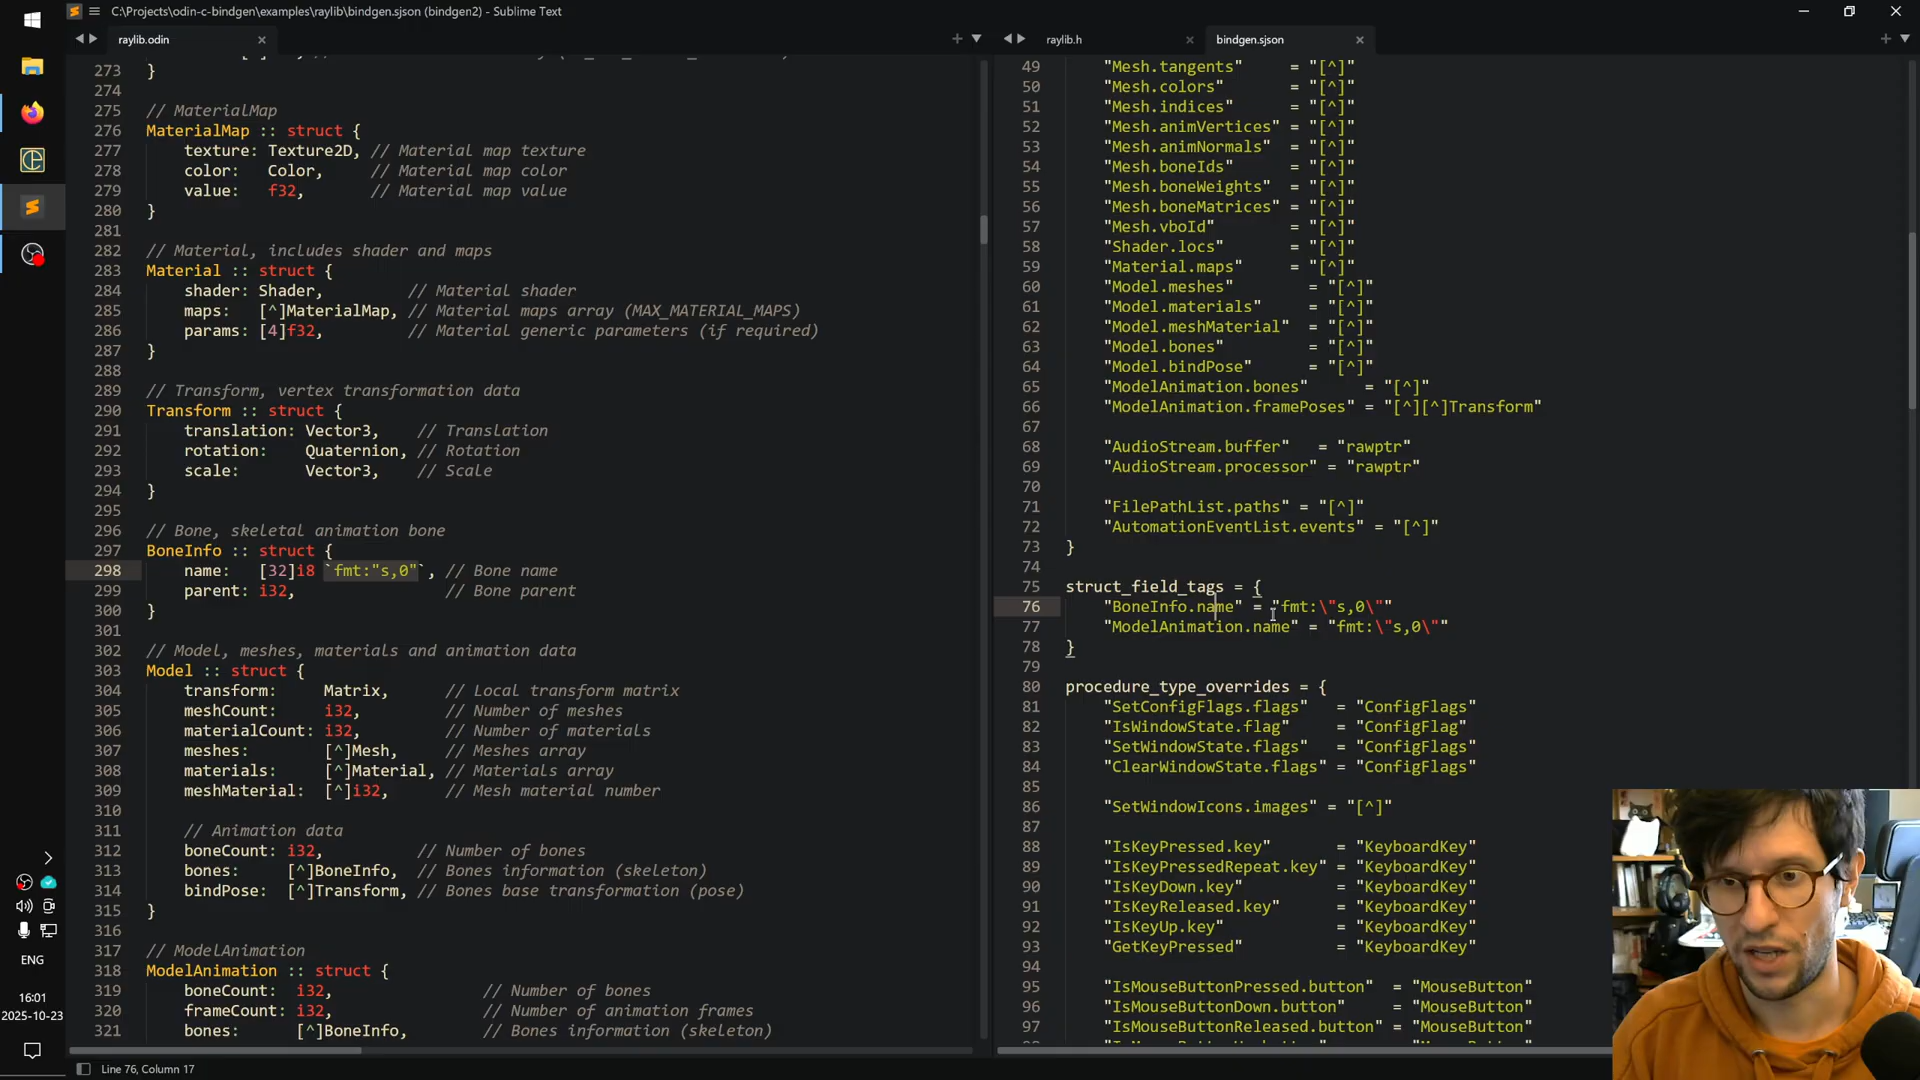 C:\Projects\odin-c-bindgen\examples\raylib\bindgen.sjson (bindgen2) - Sublime Text
raylib.odin
273 }
274
275 // MaterialMap
276 MaterialMap :: struct {
277 texture: Texture2D, // Material map texture
278 color: Color, // Material map color
279 value: f32, // Material map value
280 }
281
282 // Material, includes shader and maps
283 Material :: struct {
284 shader: Shader, // Material shader
285 maps: [^]MaterialMap, // Material maps array (MAX_MATERIAL_MAPS)
286 params: [4]f32, // Material generic parameters (if required)
287 }
288
289 // Transform, vertex transformation data
290 Transform :: struct {
291 translation: Vector3, // Translation
292 rotation: Quaternion, // Rotation
293 scale: Vector3, // Scale
294 }
295
296 // Bone, skeletal animation bone
297 BoneInfo :: struct {
298 name: [32]i8 `fmt:"s,0"`, // Bone name
299 parent: i32, // Bone parent
300 }
301
302 // Model, meshes, materials and animation data
303 Model :: struct {
304 transform: Matrix, // Local transform matrix
305 meshCount: i32, // Number of meshes
306 materialCount: i32, // Number of materials
307 meshes: [^]Mesh, // Meshes array
308 materials: [^]Material, // Materials array
309 meshMaterial: [^]i32, // Mesh material number
310
311 // Animation data
312 boneCount: i32, // Number of bones
313 bones: [^]BoneInfo, // Bones information (skeleton)
314 bindPose: [^]Transform, // Bones base transformation (pose)
315 }
316
317 // ModelAnimation
318 ModelAnimation :: struct {
319 boneCount: i32, // Number of bones
320 frameCount: i32, // Number of animation frames
321 bones: [^]BoneInfo, // Bones information (skeleton)
raylib.h
bindgen.sjson
49 "Mesh.tangents" = "[^]"
50 "Mesh.colors" = "[^]"
51 "Mesh.indices" = "[^]"
52 "Mesh.animVertices" = "[^]"
53 "Mesh.animNormals" = "[^]"
54 "Mesh.boneIds" = "[^]"
55 "Mesh.boneWeights" = "[^]"
56 "Mesh.boneMatrices" = "[^]"
57 "Mesh.vboId" = "[^]"
58 "Shader.locs" = "[^]"
59 "Material.maps" = "[^]"
60 "Model.meshes" = "[^]"
61 "Model.materials" = "[^]"
62 "Model.meshMaterial" = "[^]"
63 "Model.bones" = "[^]"
64 "Model.bindPose" = "[^]"
65 "ModelAnimation.bones" = "[^]"
66 "ModelAnimation.framePoses" = "[^][^]Transform"
67
68 "AudioStream.buffer" = "rawptr"
69 "AudioStream.processor" = "rawptr"
70
71 "FilePathList.paths" = "[^]"
72 "AutomationEventList.events" = "[^]"
73 }
74
75 struct_field_tags = {
76 "BoneInfo.name" = "fmt:\"s,0\""
77 "ModelAnimation.name" = "fmt:\"s,0\""
78 }
79
80 procedure_type_overrides = {
81 "SetConfigFlags.flags" = "ConfigFlags"
82 "IsWindowState.flag" = "ConfigFlag"
83 "SetWindowState.flags" = "ConfigFlags"
84 "ClearWindowState.flags" = "ConfigFlags"
85
86 "SetWindowIcons.images" = "[^]"
87
88 "IsKeyPressed.key" = "KeyboardKey"
89 "IsKeyPressedRepeat.key" = "KeyboardKey"
90 "IsKeyDown.key" = "KeyboardKey"
91 "IsKeyReleased.key" = "KeyboardKey"
92 "IsKeyUp.key" = "KeyboardKey"
93 "GetKeyPressed" = "KeyboardKey"
94
95 "IsMouseButtonPressed.button" = "MouseButton"
96 "IsMouseButtonDown.button" = "MouseButton"
97 "IsMouseButtonReleased.button" = "MouseButton"
ENG
16:01
2025-10-23
Line 76, Column 17